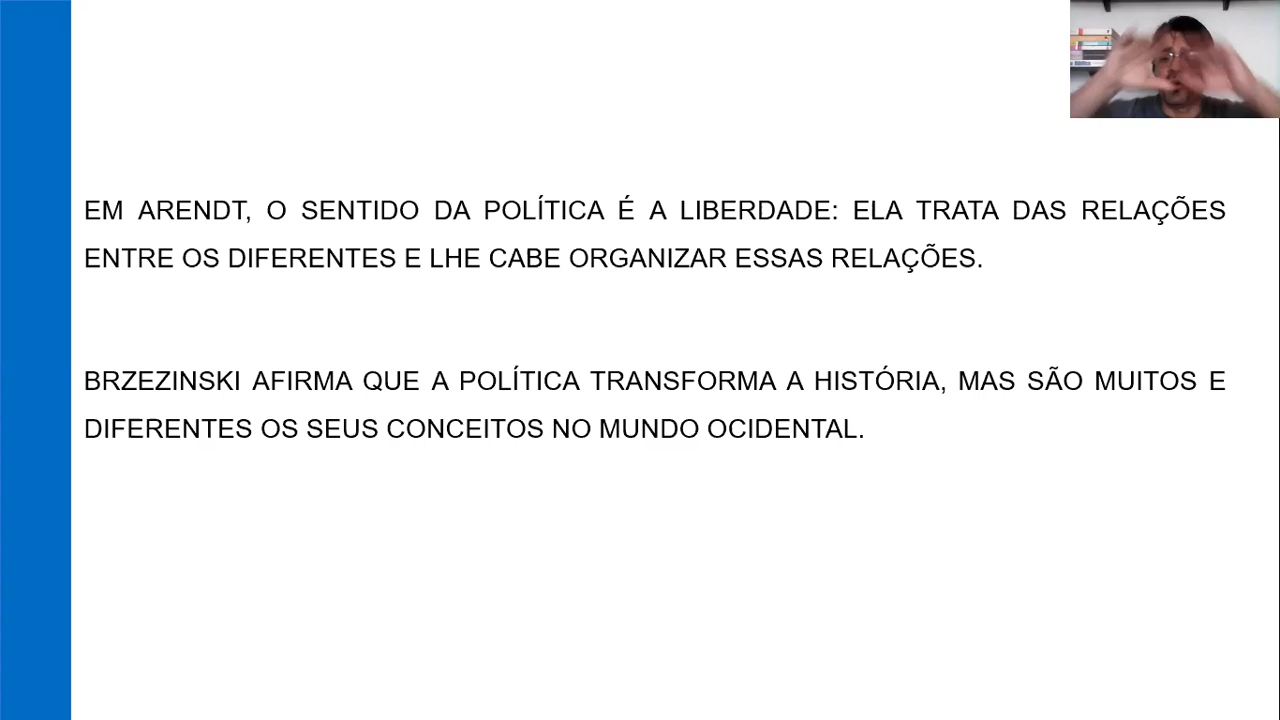 EM ARENDT, O SENTIDO DA POLÍTICA É A LIBERDADE: ELA TRATA DAS RELAÇÕES
ENTRE OS DIFERENTES E LHE CABE ORGANIZAR ESSAS RELAÇÕES.
BRZEZINSKI AFIRMA QUE A POLÍTICA TRANSFORMA A HISTÓRIA, MAS SÃO MUITOS E
DIFERENTES OS SEUS CONCEITOS NO MUNDO OCIDENTAL.